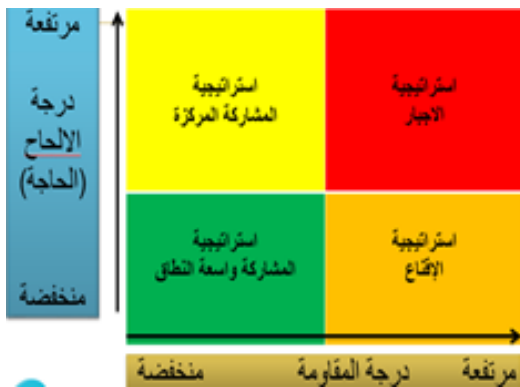 مرتفعة
درجة
الالحاح
(الحاجة)
منخفضة
استراتيجية
الاجبار
استراتيجية
المشاركة المركزة
استراتيجية
الإقناع
استراتيجية
المشاركة واسعة النطاق
مرتفعة درجة المقاومة منخفضة